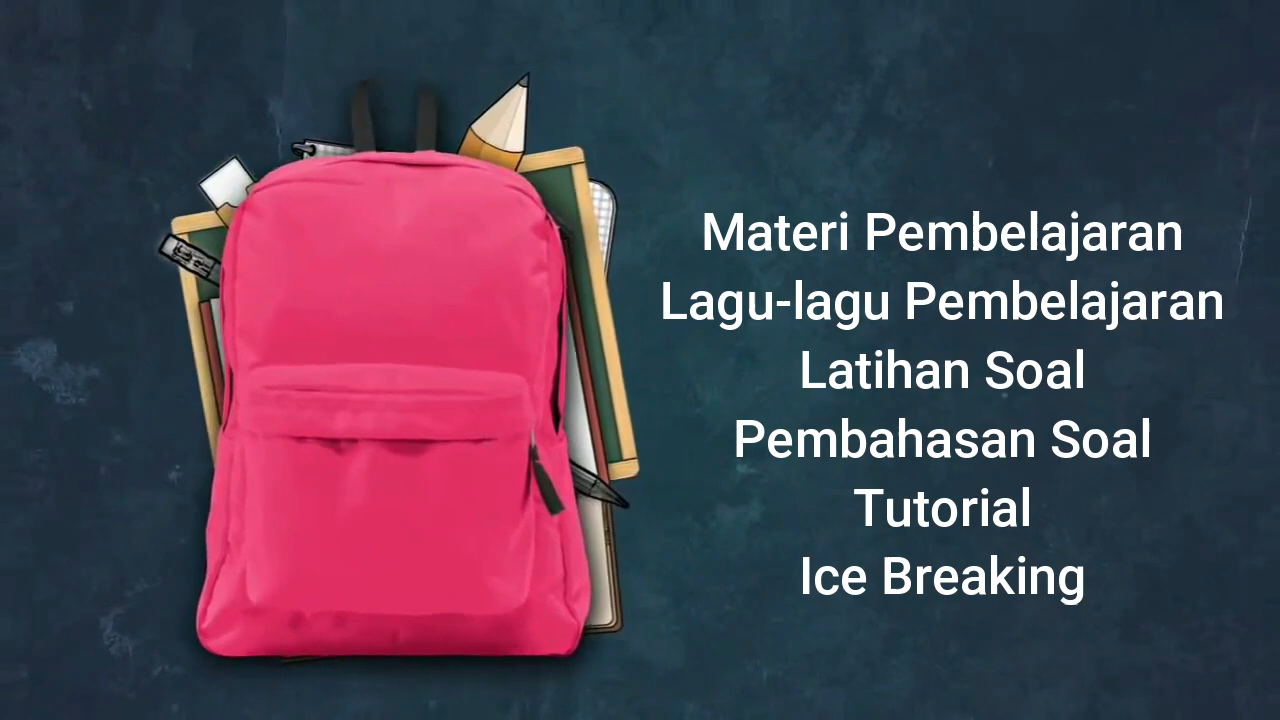 Materi Pembelajaran
Lagu-lagu Pembelajaran
Latihan Soal
Pembahasan Soal
Tutorial
Ice Breaking